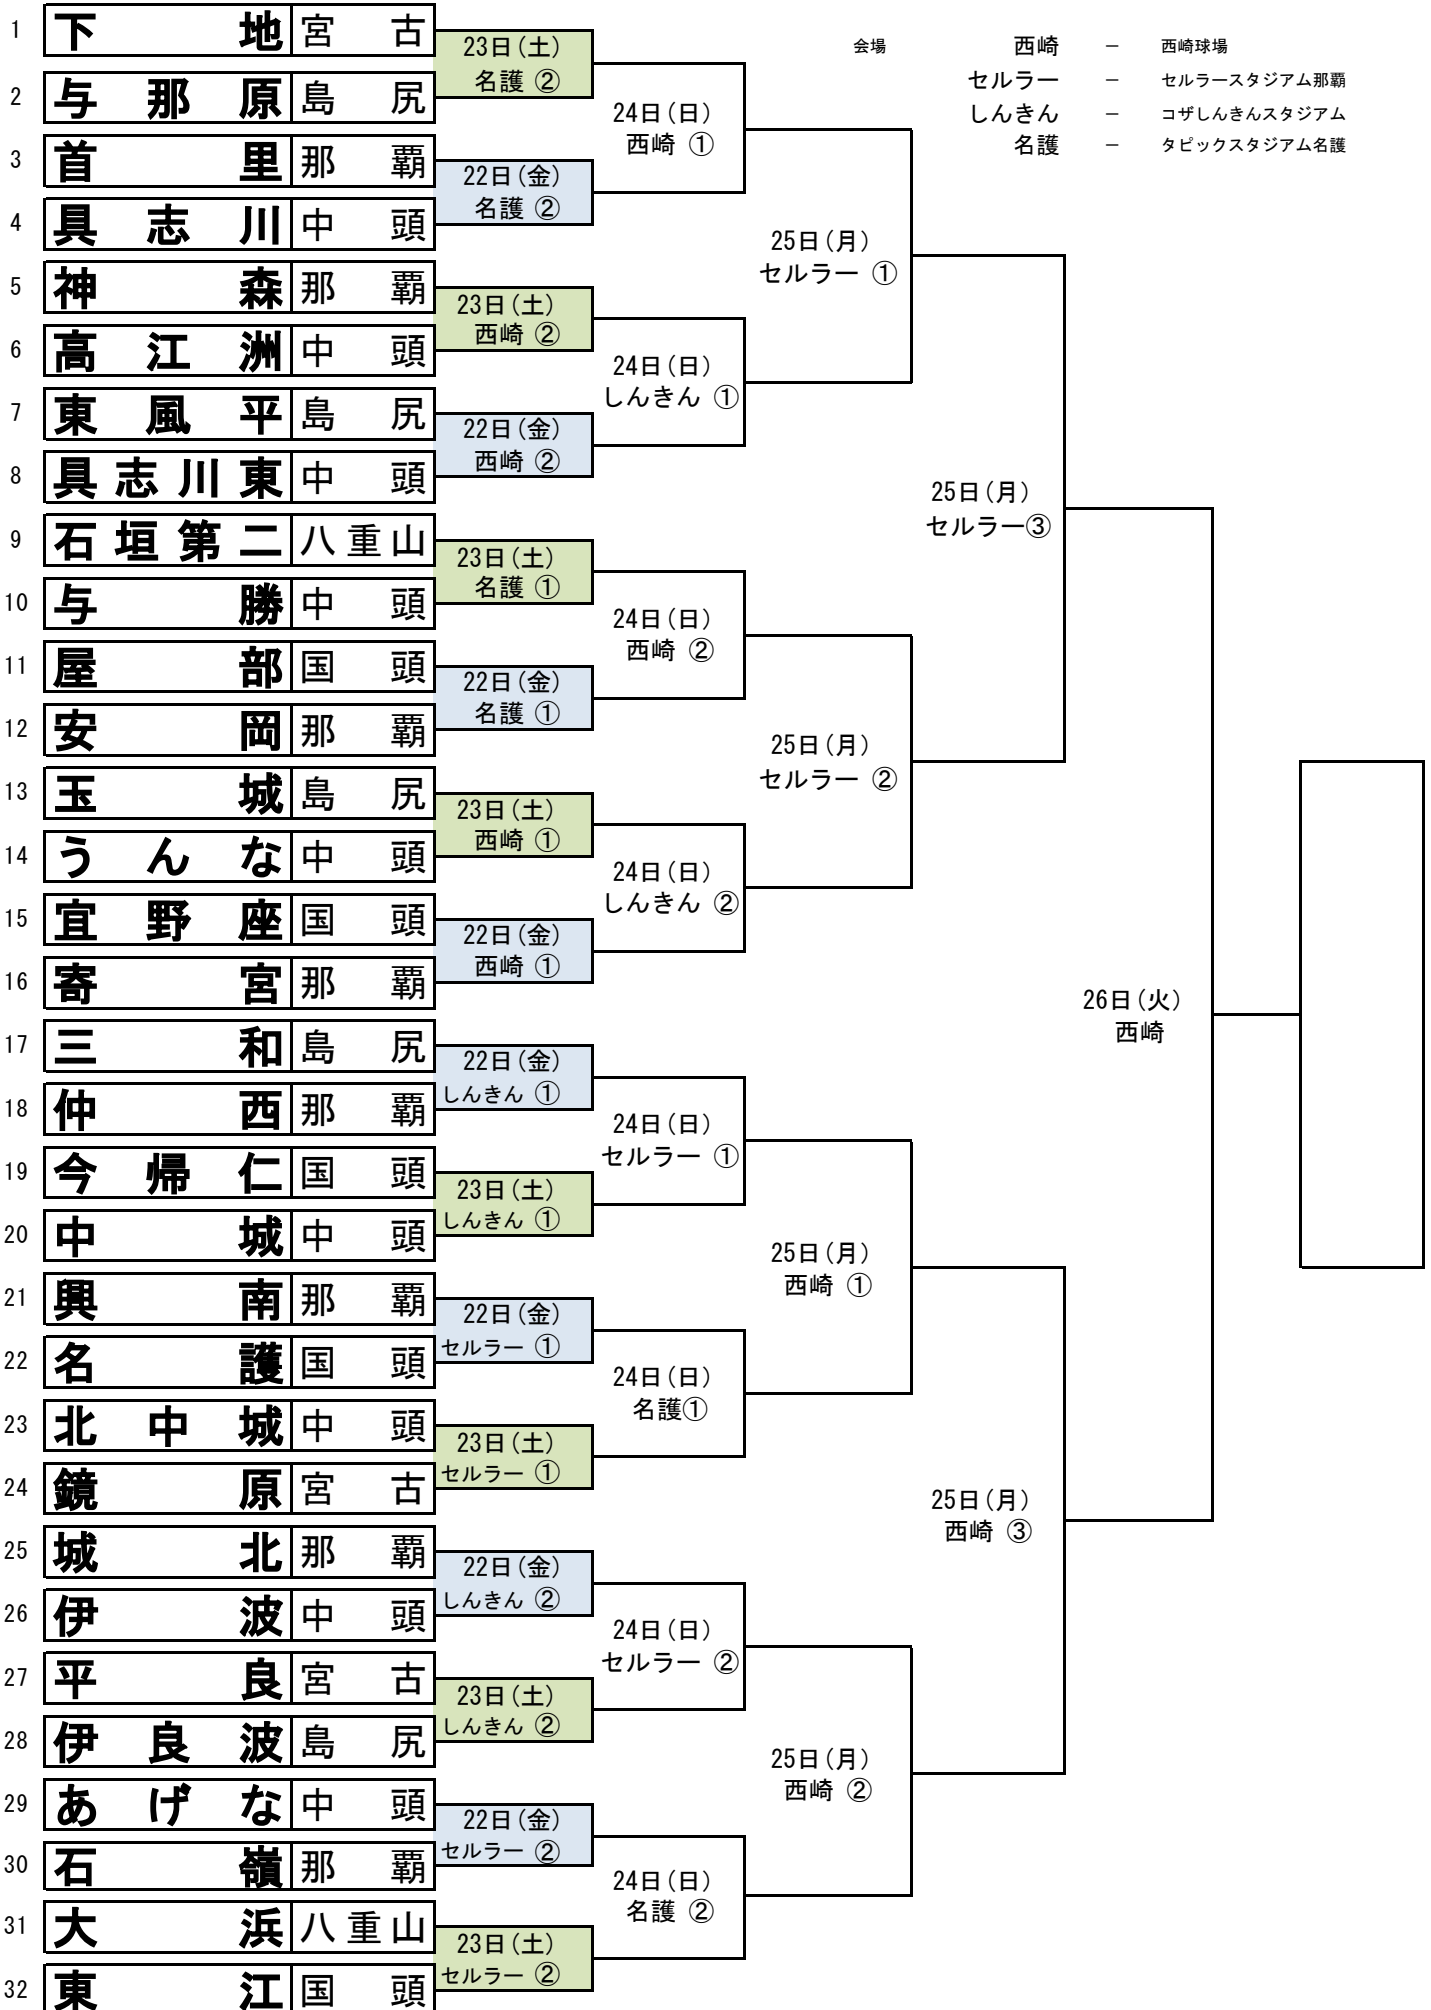 会場 西崎 － 西崎球場
セルラー － セルラースタジアム那覇
しんきん － コザしんきんスタジアム
名護 － タピックスタジアム名護
1 下地 宮古
2 与那原 島尻
3 首里 那覇
4 具志川 中頭
5 神森 那覇
6 高江洲 中頭
7 東風平 島尻
8 具志川東 中頭
9 石垣第二 八重山
10 与勝 中頭
11 屋部 国頭
12 安岡 那覇
13 玉城 島尻
14 うんな 中頭
15 宜野座 国頭
16 寄宮 那覇
17 三和 島尻
18 仲西 那覇
19 今帰仁 国頭
20 中城 中頭
21 興南 那覇
22 名護 国頭
23 北中城 中頭
24 鏡原 宮古
25 城北 那覇
26 伊波 中頭
27 平良 宮古
28 伊良波 島尻
29 あげな 中頭
30 石嶺 那覇
31 大浜 八重山
32 東江 国頭
23日(土)
名護 ②
22日(金)
名護 ②
23日(土)
西崎 ②
22日(金)
西崎 ②
23日(土)
名護 ①
22日(金)
名護 ①
23日(土)
西崎 ①
22日(金)
西崎 ①
22日(金)
しんきん ①
23日(土)
しんきん ①
22日(金)
セルラー ①
23日(土)
セルラー ①
22日(金)
しんきん ②
23日(土)
しんきん ②
22日(金)
セルラー ②
23日(土)
セルラー ②
24日(日)
西崎 ①
24日(日)
しんきん ①
24日(日)
西崎 ②
24日(日)
しんきん ②
24日(日)
セルラー ①
24日(日)
名護①
24日(日)
セルラー ②
24日(日)
名護 ②
25日(月)
セルラー ①
25日(月)
セルラー ②
25日(月)
西崎 ①
25日(月)
西崎 ②
25日(月)
セルラー③
25日(月)
西崎 ③
26日(火)
西崎